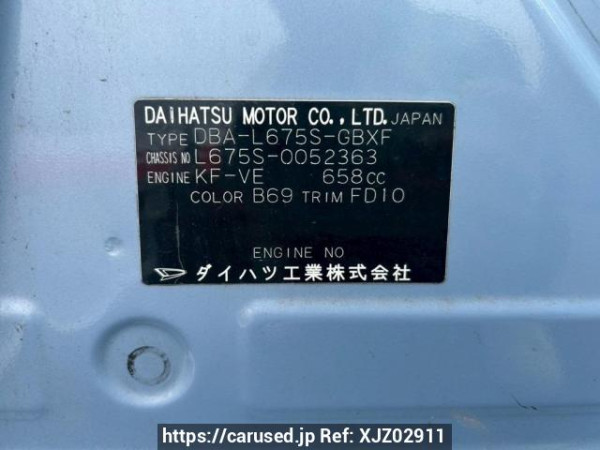 DAIHATSU MOTOR CO., LTD. JAPAN
TYPE DBA-L675S-GBXF
CHASSIS NO L675S-0052363
ENGINE KF-VE 658CC
COLOR B69 TRIM FD10
ENGINE NO
ダイハツ工業株式会社
https://carused.jp Ref: XJZ02911